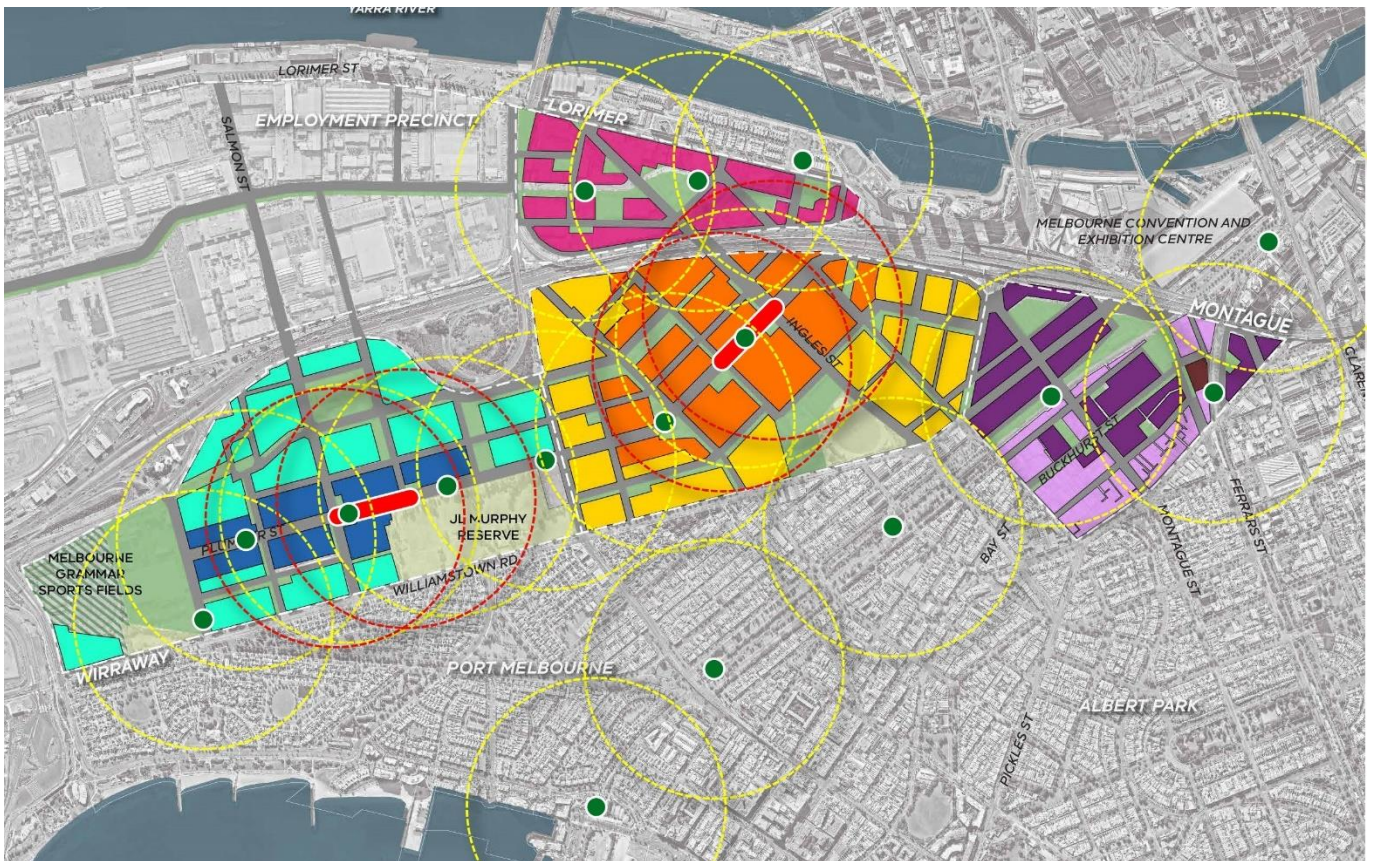 YARRA RIVER
LORIMER ST
LORIMER
EMPLOYMENT PRECINCT
SALMON ST
MELBOURNE CONVENTION AND
EXHIBITION CENTRE
MONTAGUE
INGLES ST
BUCKHURST ST
FERRARS ST
MONTAGUE ST
BAY ST
PLUMMER ST
JL MURPHY
RESERVE
WILLIAMSTOWN RD
MELBOURNE
GRAMMAR
SPORTS FIELDS
WIRRAWAY
PORT MELBOURNE
ALBERT PARK
PICKLES ST